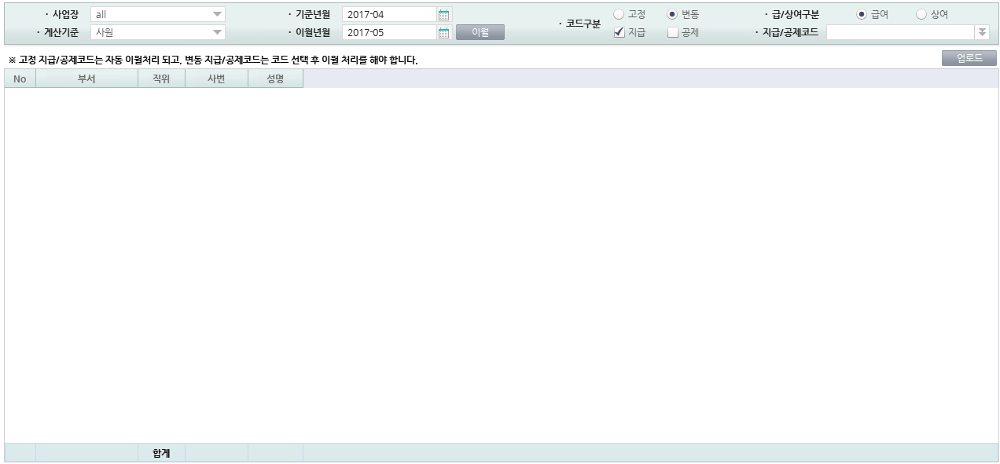 · 사업장 all · 기준년월 2017-04 · 코드구분 고정 변동 · 급/상여구분 급여 상여
· 계산기준 사원 · 이월년월 2017-05 이월 지급 공제 · 지급/공제코드
※ 고정 지급/공제코드는 자동 이월처리 되고, 변동 지급/공제코드는 코드 선택 후 이월 처리를 해야 합니다. 업로드
No 부서 직위 사번 성명
합계